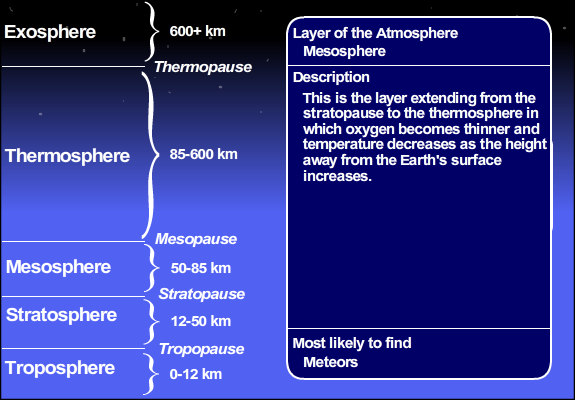 Exosphere
600+ km
Thermopause
Thermosphere
85-600 km
Mesopause
Mesosphere
50-85 km
Stratopause
Stratosphere
12-50 km
Tropopause
Troposphere
0-12 km
Layer of the Atmosphere
Mesosphere
Description
This is the layer extending from the
stratopause to the thermosphere in
which oxygen becomes thinner and
temperature decreases as the height
away from the Earth's surface
increases.
Most likely to find
Meteors